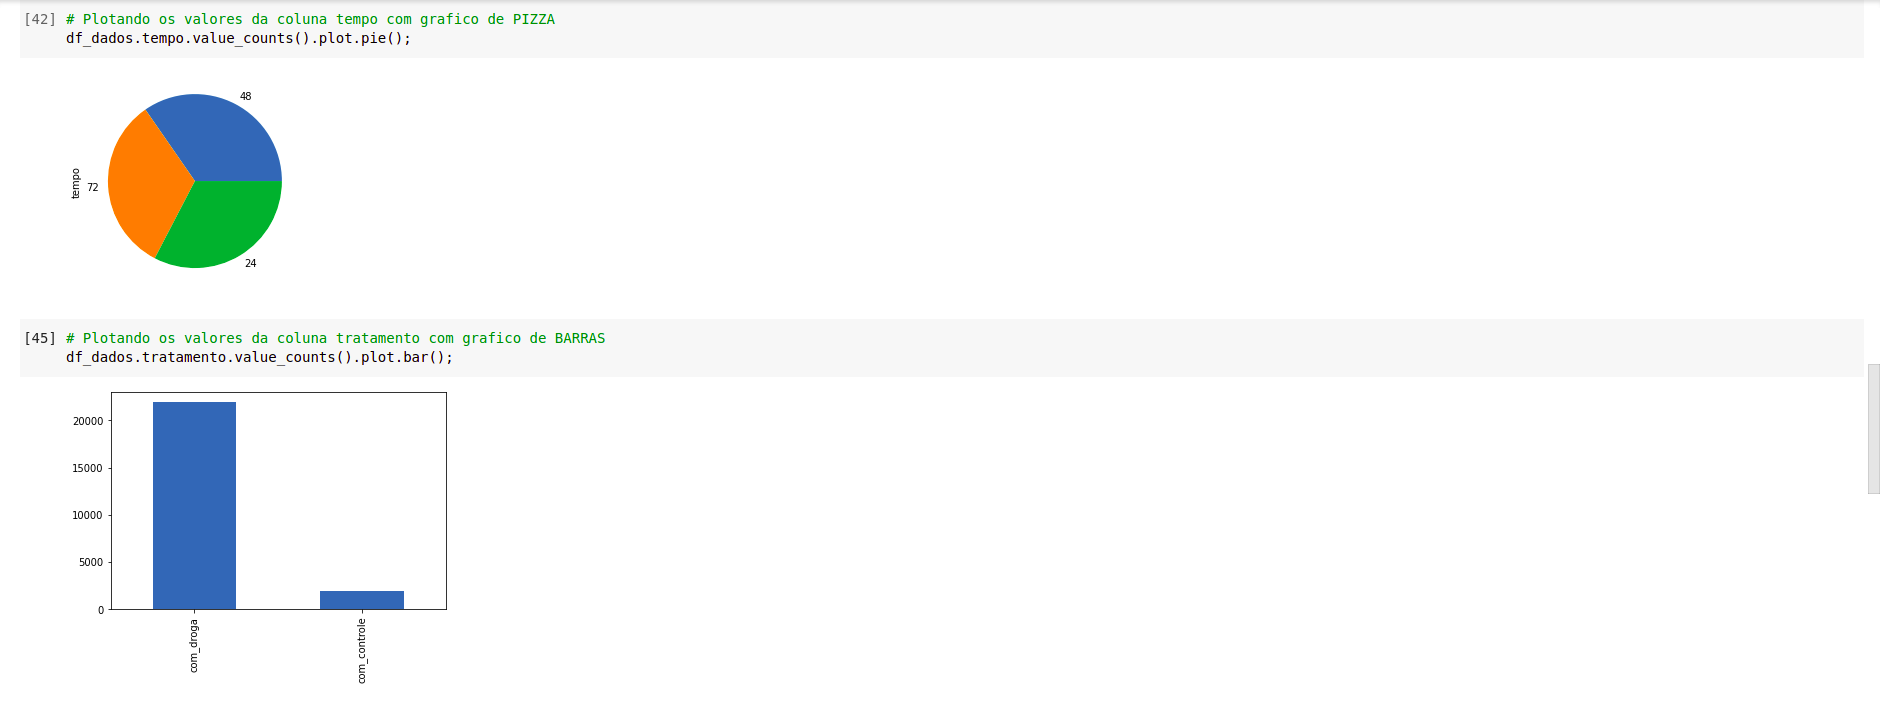 [42] # Plotando os valores da coluna tempo com grafico de PIZZA
df_dados.tempo.value_counts().plot.pie();
48
tempo
72
24
[45] # Plotando os valores da coluna tratamento com grafico de BARRAS
df_dados.tratamento.value_counts().plot.bar();
20000
15000
10000
5000
0
com_droga
com_controle